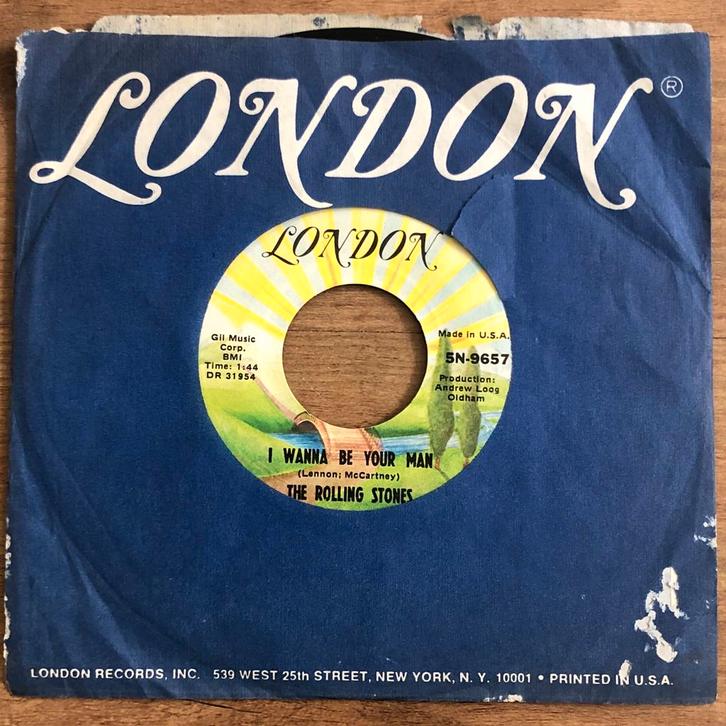 LONDON®
LONDON
Gil Music
Corp.
BMI
Time: 1:44
DR 31954
Made in U.S.A.
5N-9657
Production:
Andrew Loog
Oldham
I WANNA BE YOUR MAN
(Lennon; McCartney)
THE ROLLING STONES
LONDON RECORDS, INC. 539 WEST 25th STREET, NEW YORK, N. Y. 10001 • PRINTED IN U.S.A.